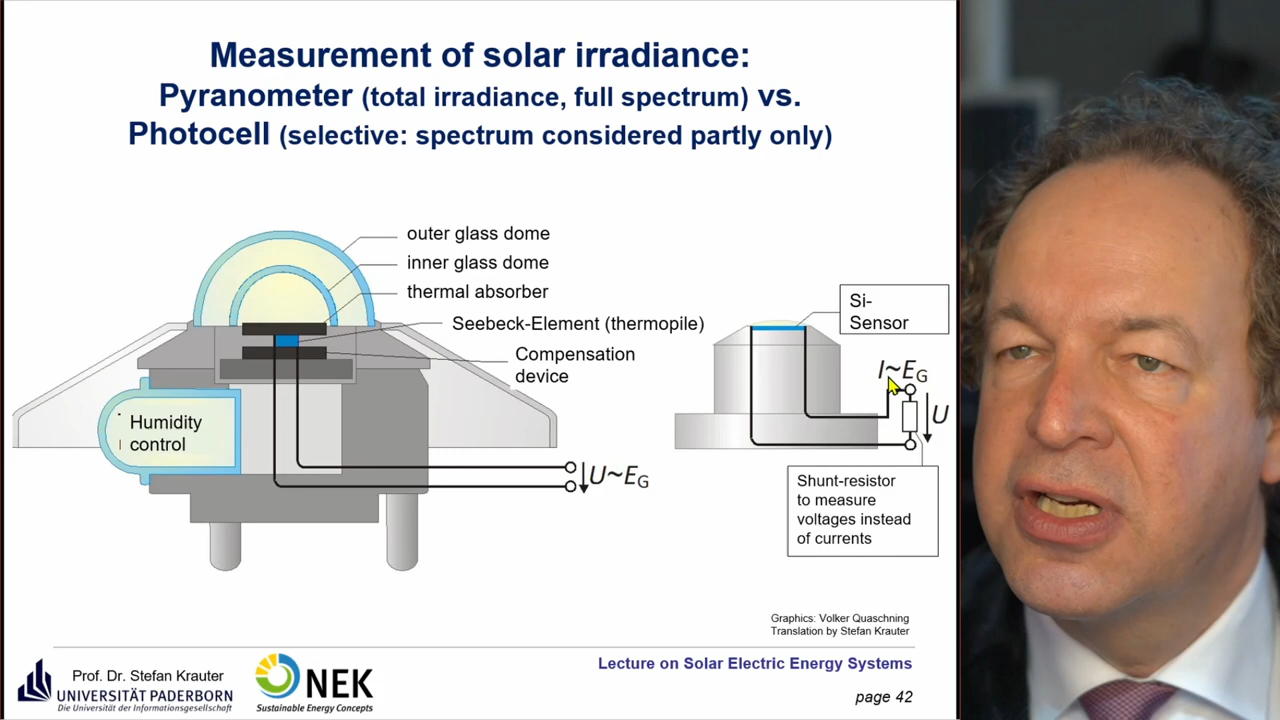 Measurement of solar irradiance:
Pyranometer (total irradiance, full spectrum) vs.
Photocell (selective: spectrum considered partly only)
outer glass dome
inner glass dome
thermal absorber
Seebeck-Element (thermopile)
Compensation
device
Humidity
control
U~EG
Si-
Sensor
I~EG
U
Shunt-resistor
to measure
voltages instead
of currents
Graphics: Volker Quaschning
Translation by Stefan Krauter
Prof. Dr. Stefan Krauter
UNIVERSITÄT PADERBORN
Die Universität der Informationsgesellschaft
NEK
Sustainable Energy Concepts
Lecture on Solar Electric Energy Systems
page 42